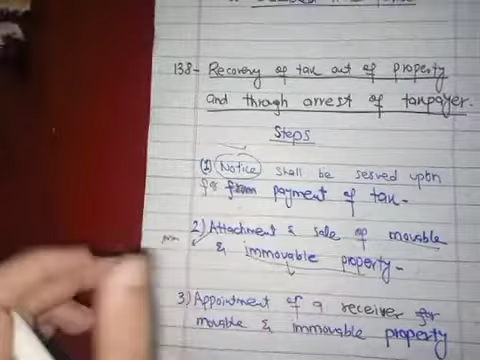 138- Recovery of tax out of property
and through arrest of taxpayer.
Steps
(1) Notice shall be served upon
for payment of tax-
2) Attachment & sale of movable
& immovable property-
3) Appointment of a receiver for
movable & immovable property